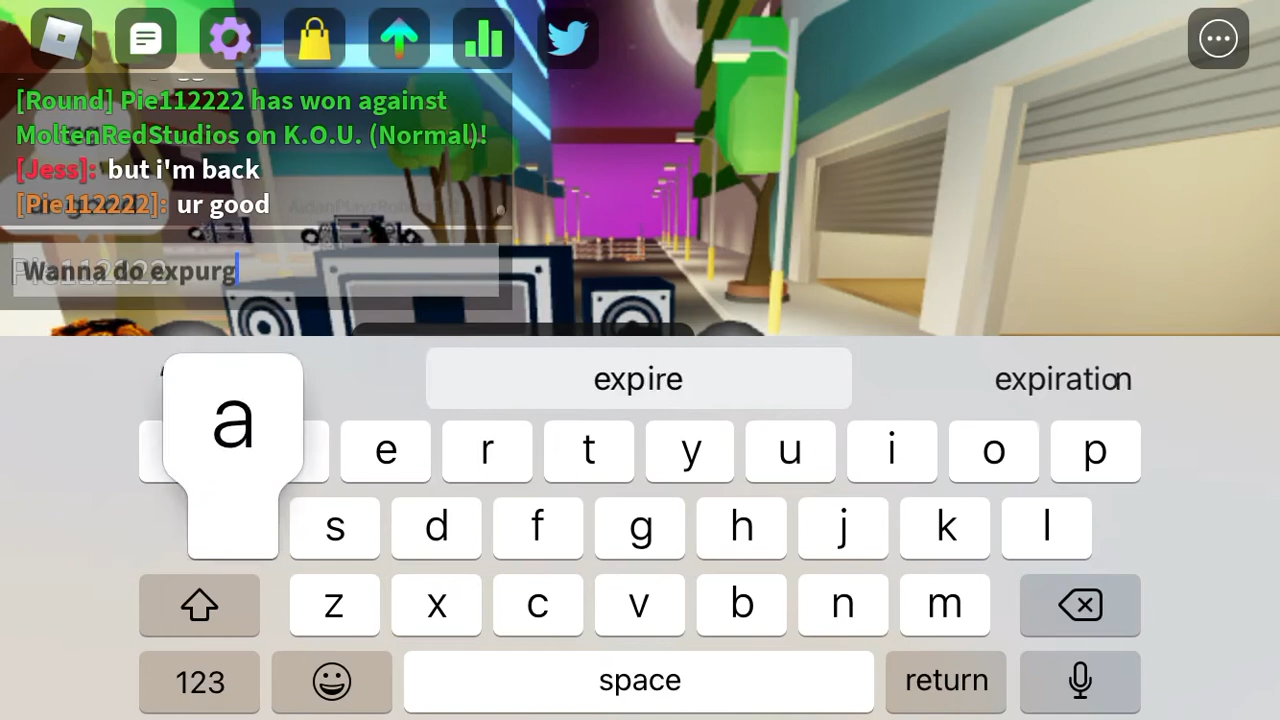 [Round] Pie112222 has won against
MoltenRedStudios on K.O.U. (Normal)!
[Jess]: but i'm back
[Pie112222]: ur good
Wanna do expurg
Pie112222
expire
expiration
a
e r t y u i o p
s d f g h j k l
z x c v b n m
123 space return